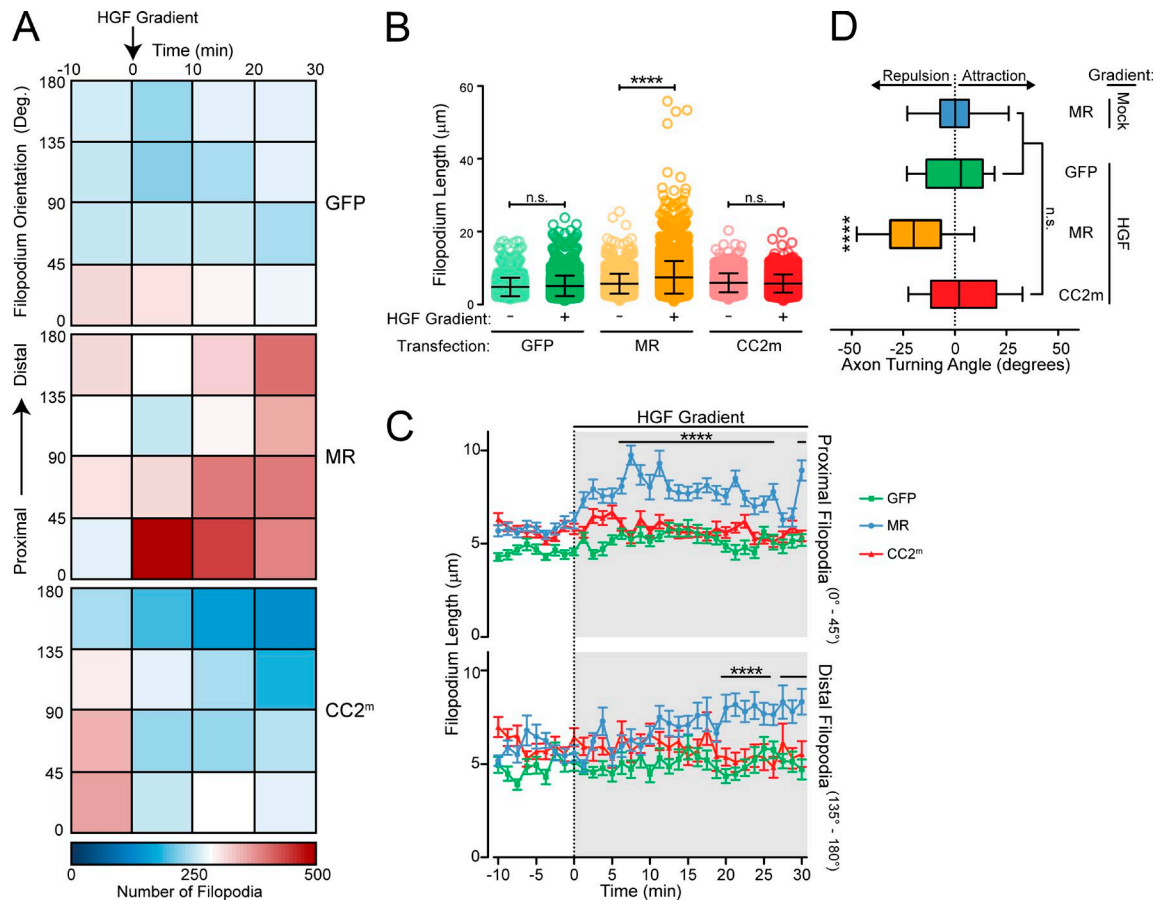 A
HGF Gradient
Time (min)
-10 0 10 20 30
Filopodium Orientation (Deg.)
180
135
90
45
0
GFP
Proximal → Distal
180
135
90
45
0
MR
180
135
90
45
0
CC2m
0 250 500
Number of Filopodia
B
Filopodium Length (µm)
60
40
20
0
n.s.
****
n.s.
HGF Gradient: - + - + - +
Transfection: GFP MR CC2m
C
HGF Gradient
Filopodium Length (µm)
10
5
0
****
Proximal Filopodia (0° - 45°)
GFP
MR
CC2m
10
5
0
****
Distal Filopodia (135° - 180°)
-10 -5 0 5 10 15 20 25 30
Time (min)
D
Repulsion Attraction
Gradient:
MR
Mock
GFP
MR
CC2m
HGF
****
n.s.
-50 -25 0 25 50
Axon Turning Angle (degrees)